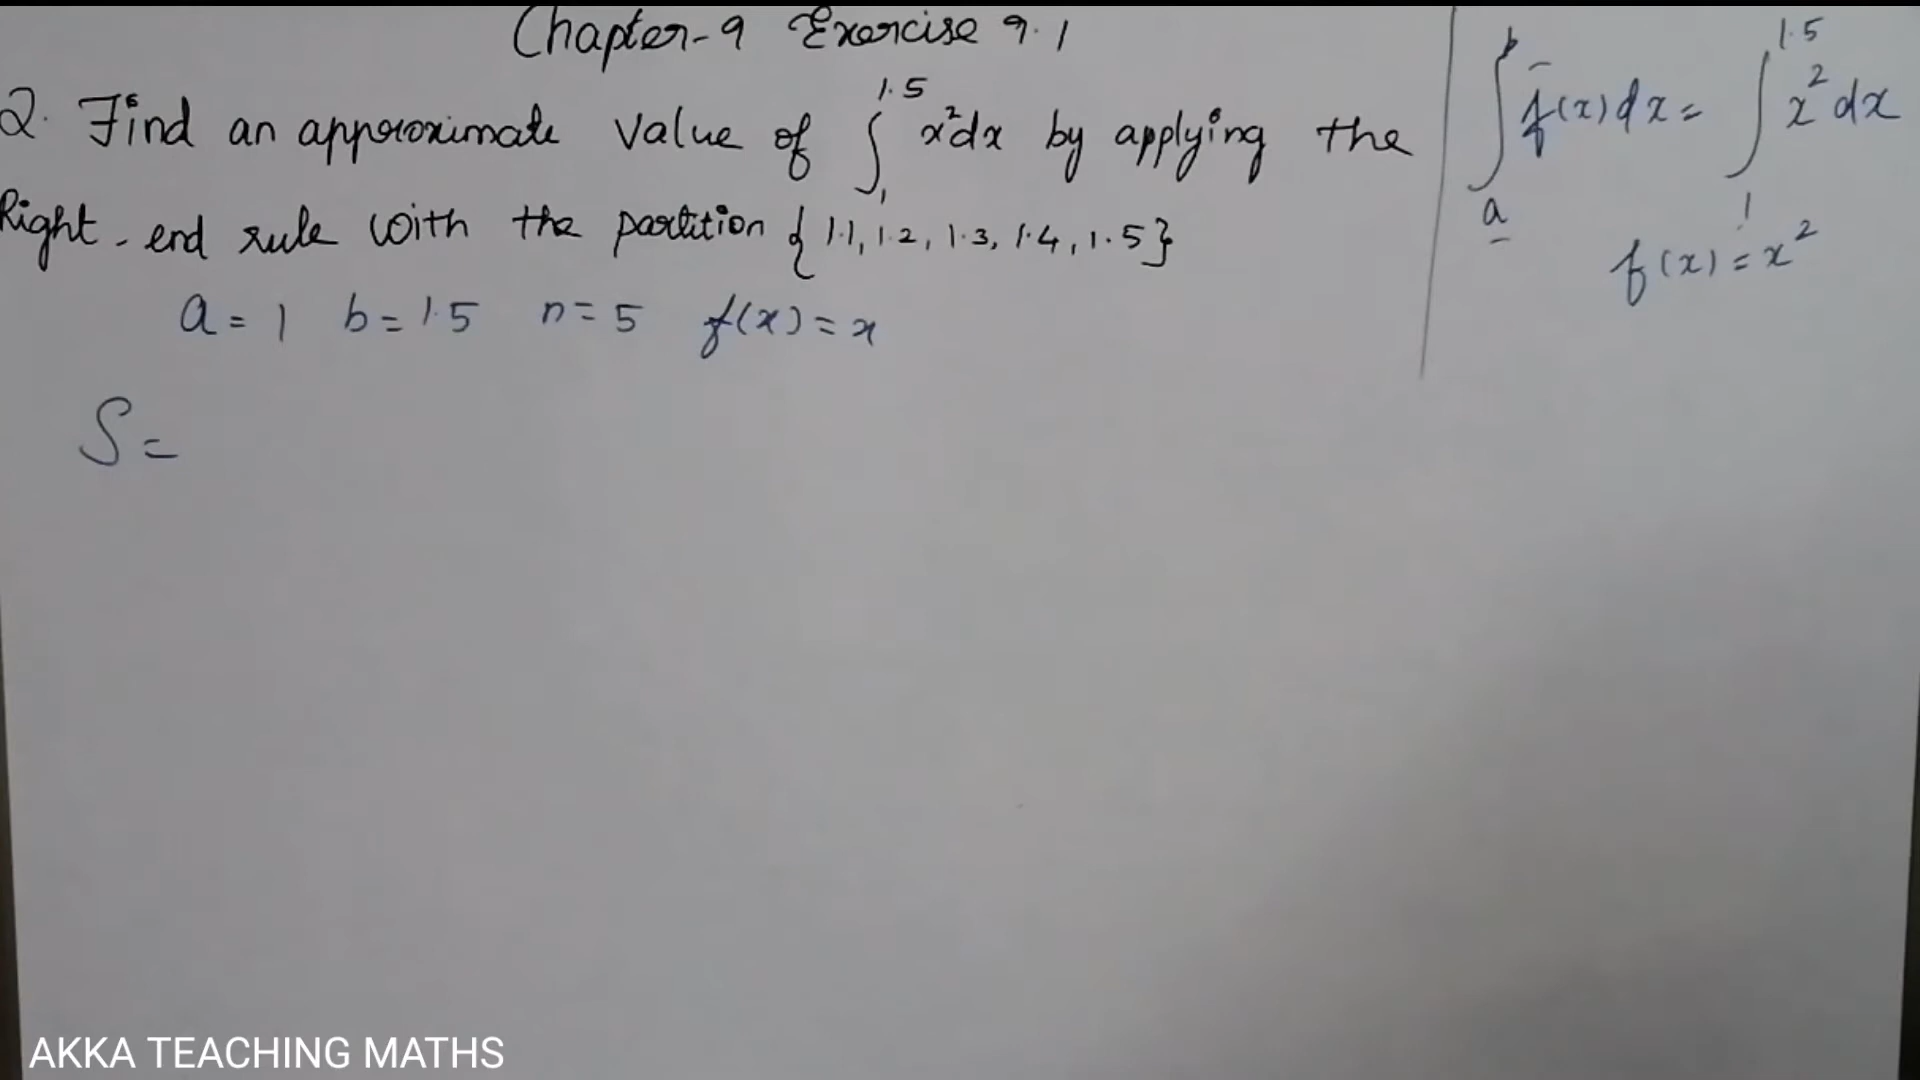 Chapter-9 Exercise 9.1
2. Find an approximate value of ∫₁^1.5 x²dx by applying the
Right-end rule with the partition {1.1, 1.2, 1.3, 1.4, 1.5}
a = 1 b = 1.5 n = 5 f(x) = x
S =
∫ₐ^b f(x) dx = ∫₁^1.5 x² dx
f(x) = x²
AKKA TEACHING MATHS